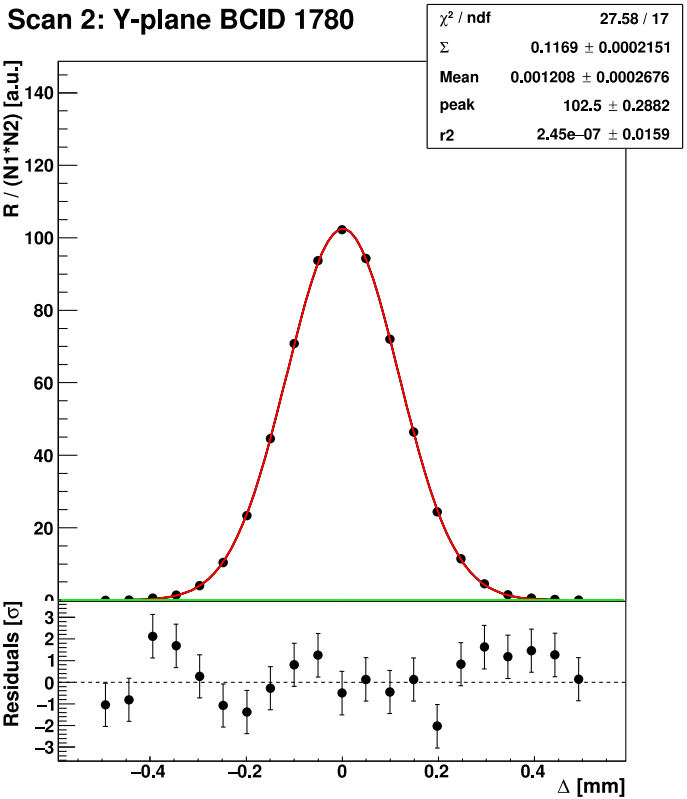 Scan 2: Y-plane BCID 1780
χ² / ndf 27.58 / 17
Σ 0.1169 ± 0.0002151
Mean 0.001208 ± 0.0002676
peak 102.5 ± 0.2882
r2 2.45e−07 ± 0.0159
R / (N1*N2) [a.u.]
140
120
100
80
60
40
20
0
Residuals [σ]
3
2
1
0
−1
−2
−3
−0.4 −0.2 0 0.2 0.4
Δ [mm]